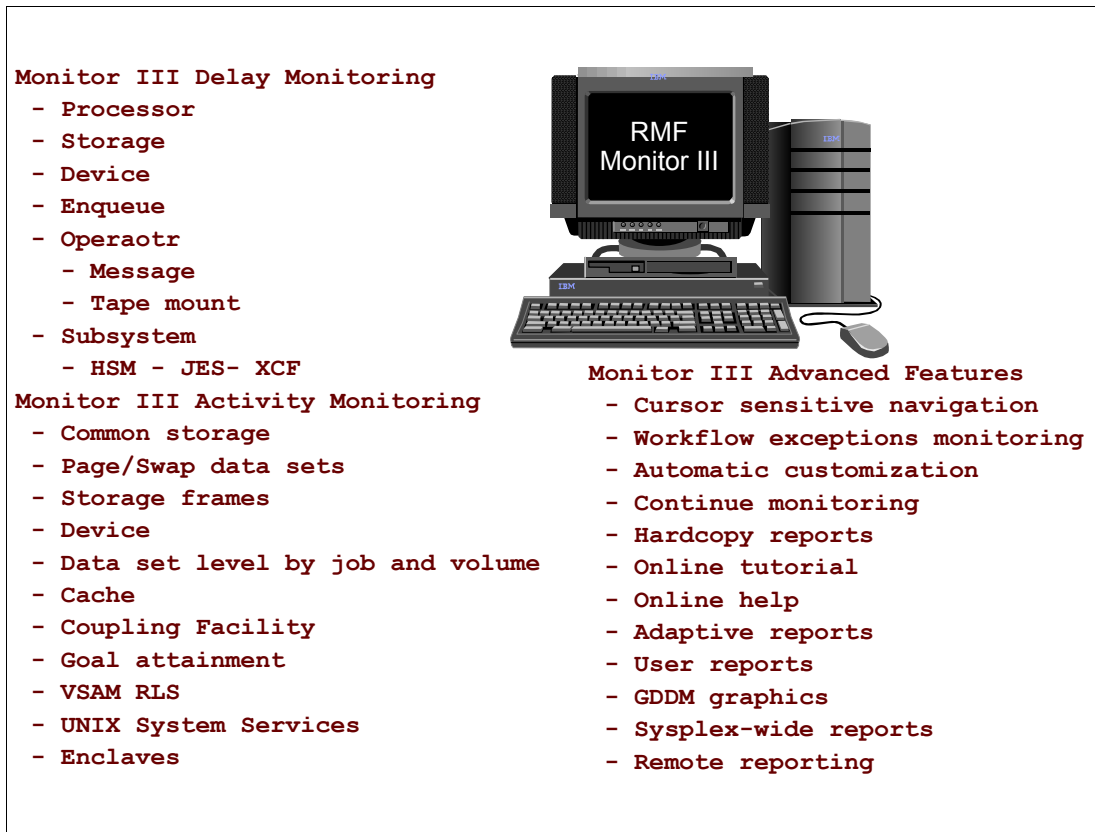 Monitor III Delay Monitoring
- Processor
- Storage
- Device
- Enqueue
- Operaotr
- Message
- Tape mount
- Subsystem
- HSM - JES- XCF
Monitor III Activity Monitoring
- Common storage
- Page/Swap data sets
- Storage frames
- Device
- Data set level by job and volume
- Cache
- Coupling Facility
- Goal attainment
- VSAM RLS
- UNIX System Services
- Enclaves
IBM
RMF
Monitor III
IBM
IBM
Monitor III Advanced Features
- Cursor sensitive navigation
- Workflow exceptions monitoring
- Automatic customization
- Continue monitoring
- Hardcopy reports
- Online tutorial
- Online help
- Adaptive reports
- User reports
- GDDM graphics
- Sysplex-wide reports
- Remote reporting